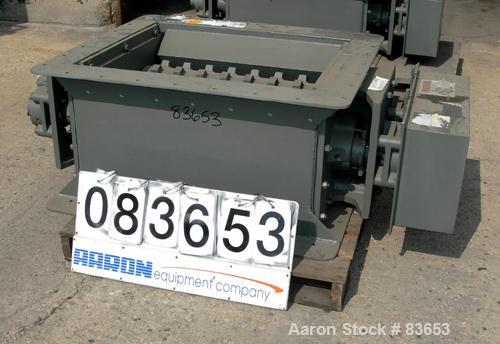 83653
083653
AARON
equipment company
Aaron Stock # 83653